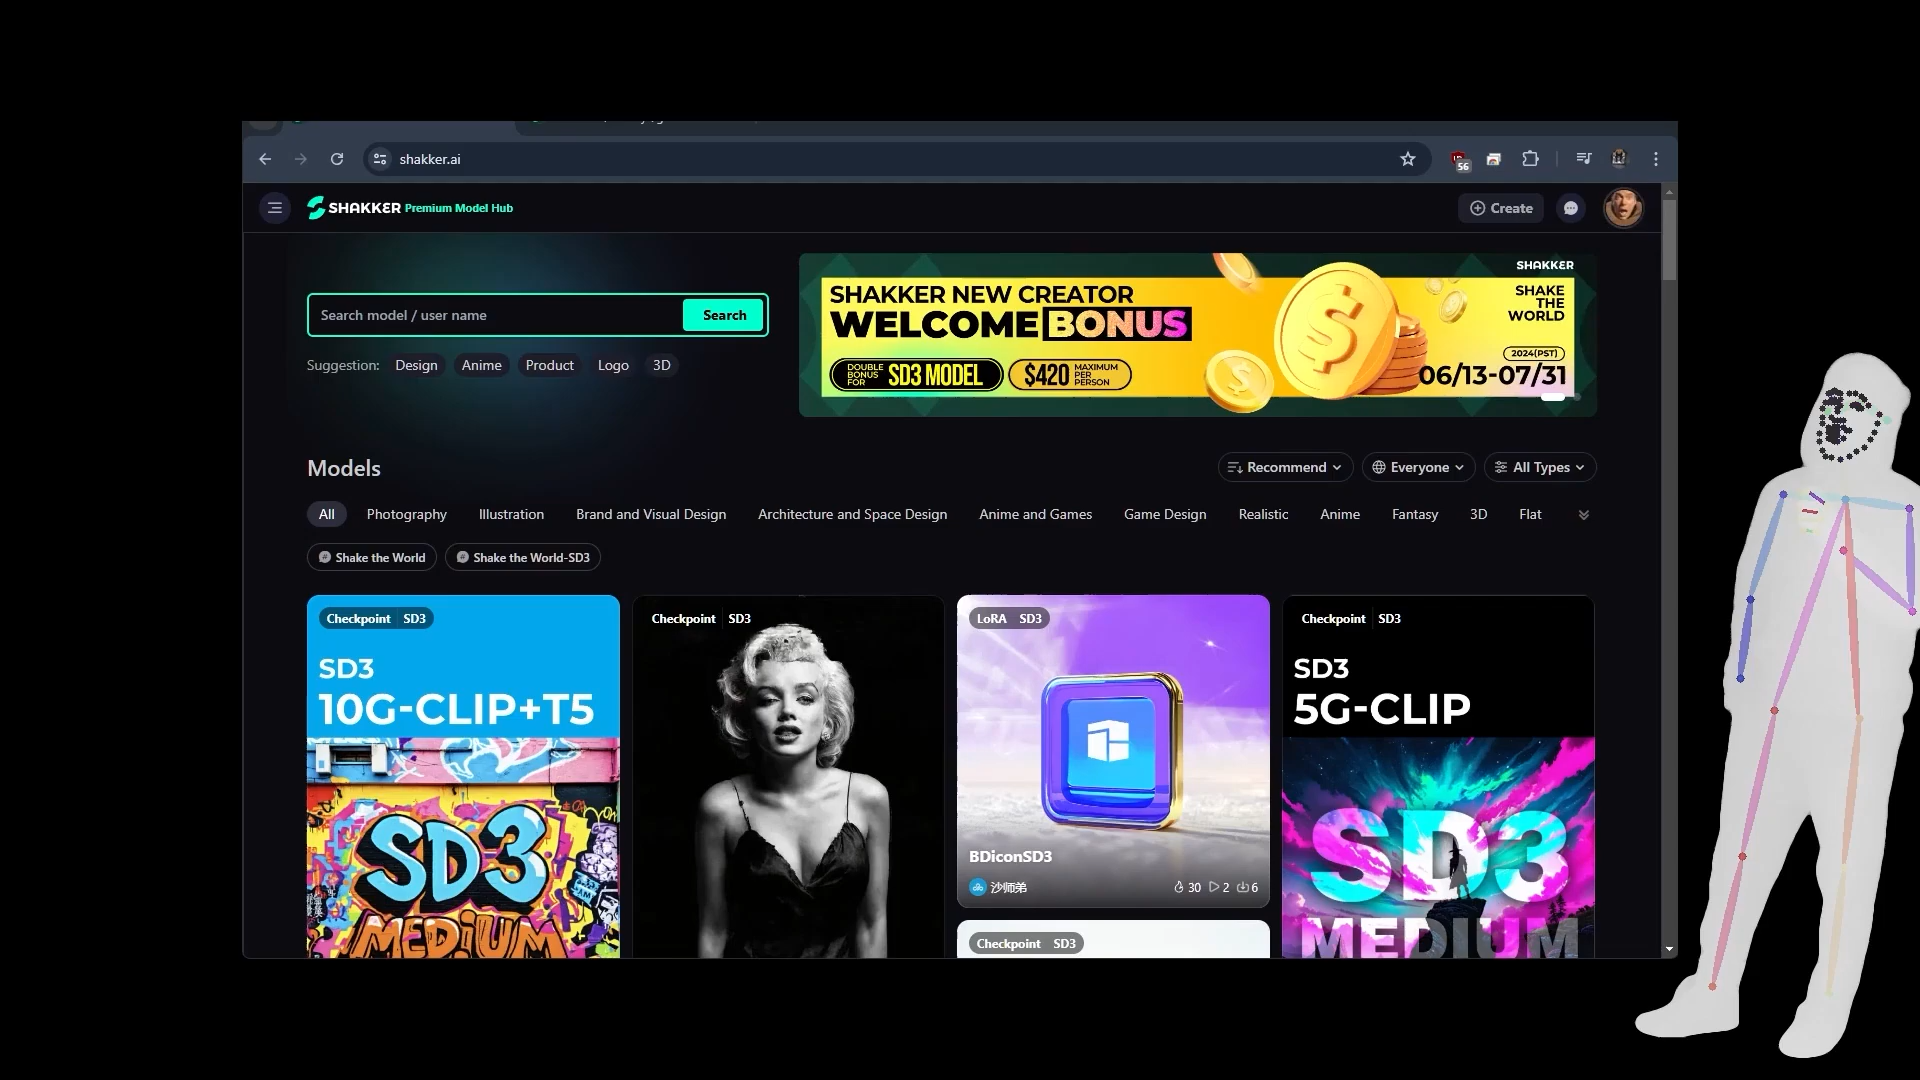 shakker.ai
56
SHAKKER Premium Model Hub
Create
SHAKKER NEW CREATOR
WELCOME BONUS
DOUBLE BONUS FOR SD3 MODEL
$420 MAXIMUM PER PERSON
SHAKKER
SHAKE
THE
WORLD
2024(PST)
06/13-07/31
Search model / user name
Search
Suggestion: Design Anime Product Logo 3D
Models
Recommend Everyone All Types
All Photography Illustration Brand and Visual Design Architecture and Space Design Anime and Games Game Design Realistic Anime Fantasy 3D Flat
# Shake the World # Shake the World-SD3
Checkpoint SD3
SD3
10G-CLIP+T5
SD3
MEDIUM
Checkpoint SD3
LoRA SD3
BDiconSD3
沙师弟 30 2 6
Checkpoint SD3
Checkpoint SD3
SD3
5G-CLIP
SD3
MEDIUM